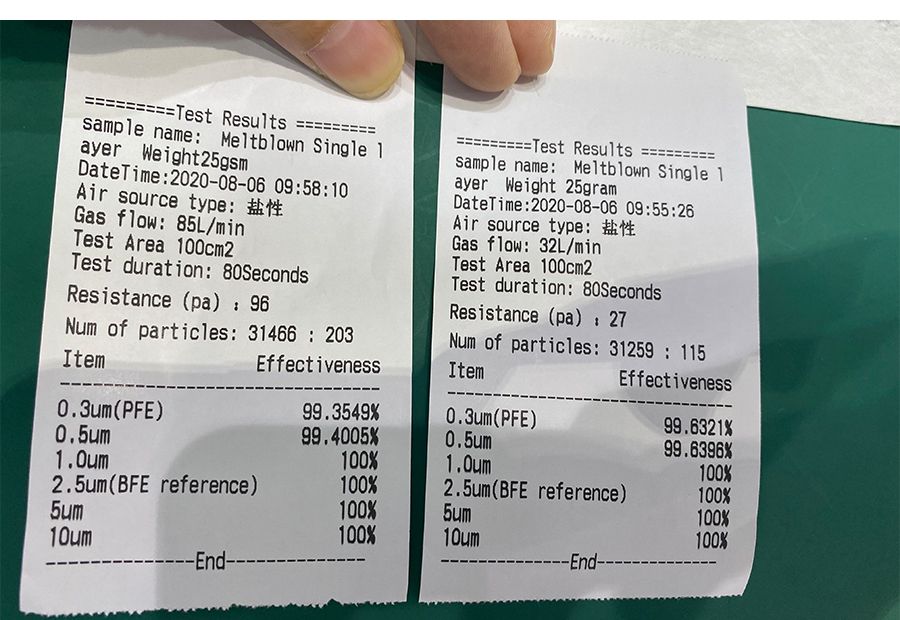 =========Test Results =========
sample name:  Meltblown Single l
ayer  Weight25gsm
DateTime:2020-08-06 09:58:10
Air source type: 盐性
Gas flow: 85L/min
Test Area 100cm2
Test duration: 80Seconds
Resistance (pa) : 96
Num of particles: 31466 : 203
Item Effectiveness
--------------------------------
0.3um(PFE) 99.3549%
0.5um 99.4005%
1.0um 100%
2.5um(BFE reference) 100%
5um 100%
10um 100%
---------------End--------------
=========Test Results =========
sample name:  Meltblown Single l
ayer  Weight 25gram
DateTime:2020-08-06 09:55:26
Air source type: 盐性
Gas flow: 32L/min
Test Area 100cm2
Test duration: 80Seconds
Resistance (pa) : 27
Num of particles: 31259 : 115
Item Effectiveness
--------------------------------
0.3um(PFE) 99.6321%
0.5um 99.6396%
1.0um 100%
2.5um(BFE reference) 100%
5um 100%
10um 100%
---------------End---------------